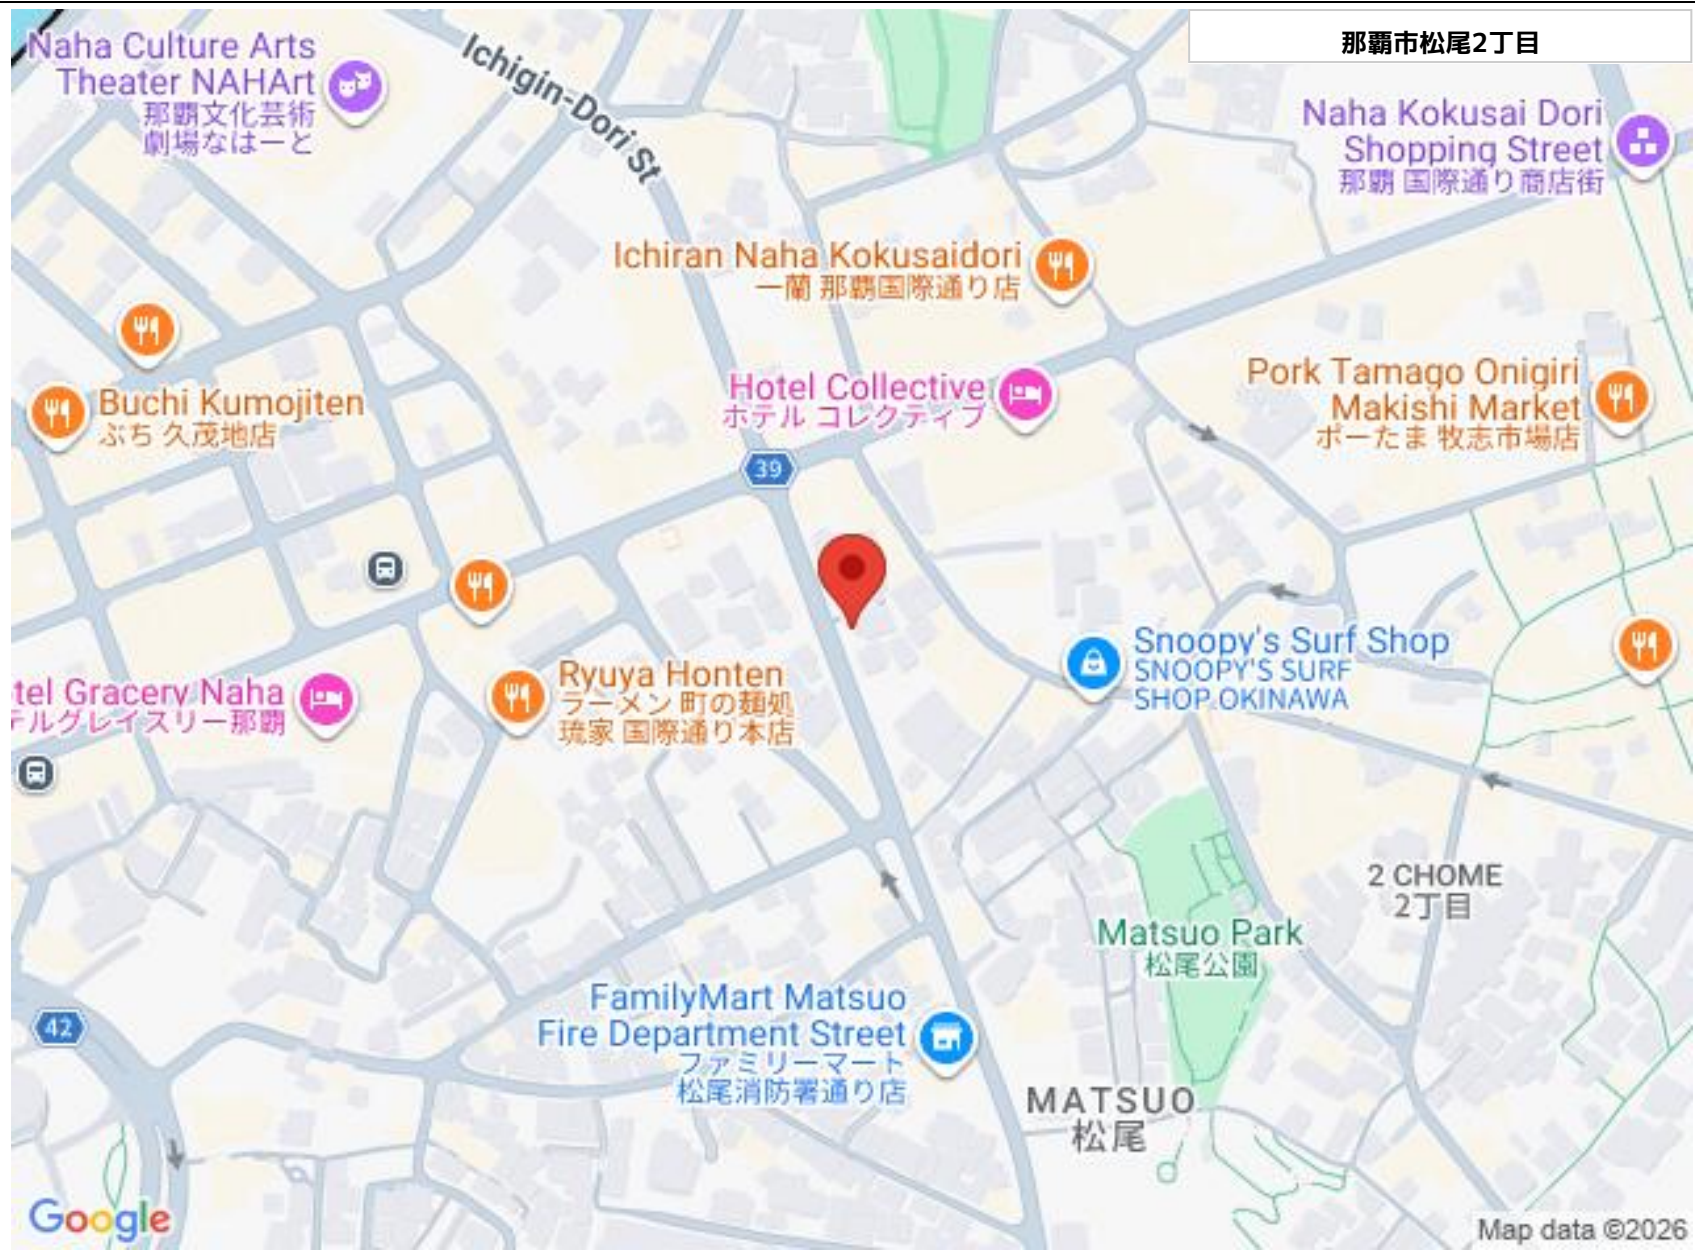 那覇市松尾2丁目
Naha Culture Arts
Theater NAHArt
那覇文化芸術
劇場なはーと
Ichigin-Dori St
Naha Kokusai Dori
Shopping Street
那覇 国際通り商店街
Ichiran Naha Kokusaidori
一蘭 那覇国際通り店
Hotel Collective
ホテル コレクティブ
Pork Tamago Onigiri
Makishi Market
ポーたま 牧志市場店
Buchi Kumojiten
ぶち 久茂地店
39
Snoopy's Surf Shop
SNOOPY'S SURF
SHOP OKINAWA
Ryuya Honten
ラーメン 町の麺処
琉家 国際通り本店
tel Gracery Naha
テルグレイスリー那覇
2 CHOME
2丁目
Matsuo Park
松尾公園
FamilyMart Matsuo
Fire Department Street
ファミリーマート
松尾消防署通り店
42
MATSUO
松尾
Google
Map data ©2026